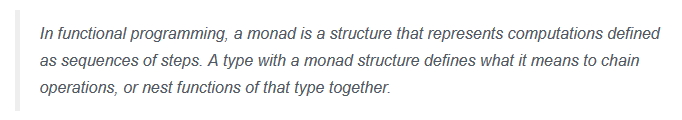 In functional programming, a monad is a structure that represents computations defined
as sequences of steps. A type with a monad structure defines what it means to chain
operations, or nest functions of that type together.